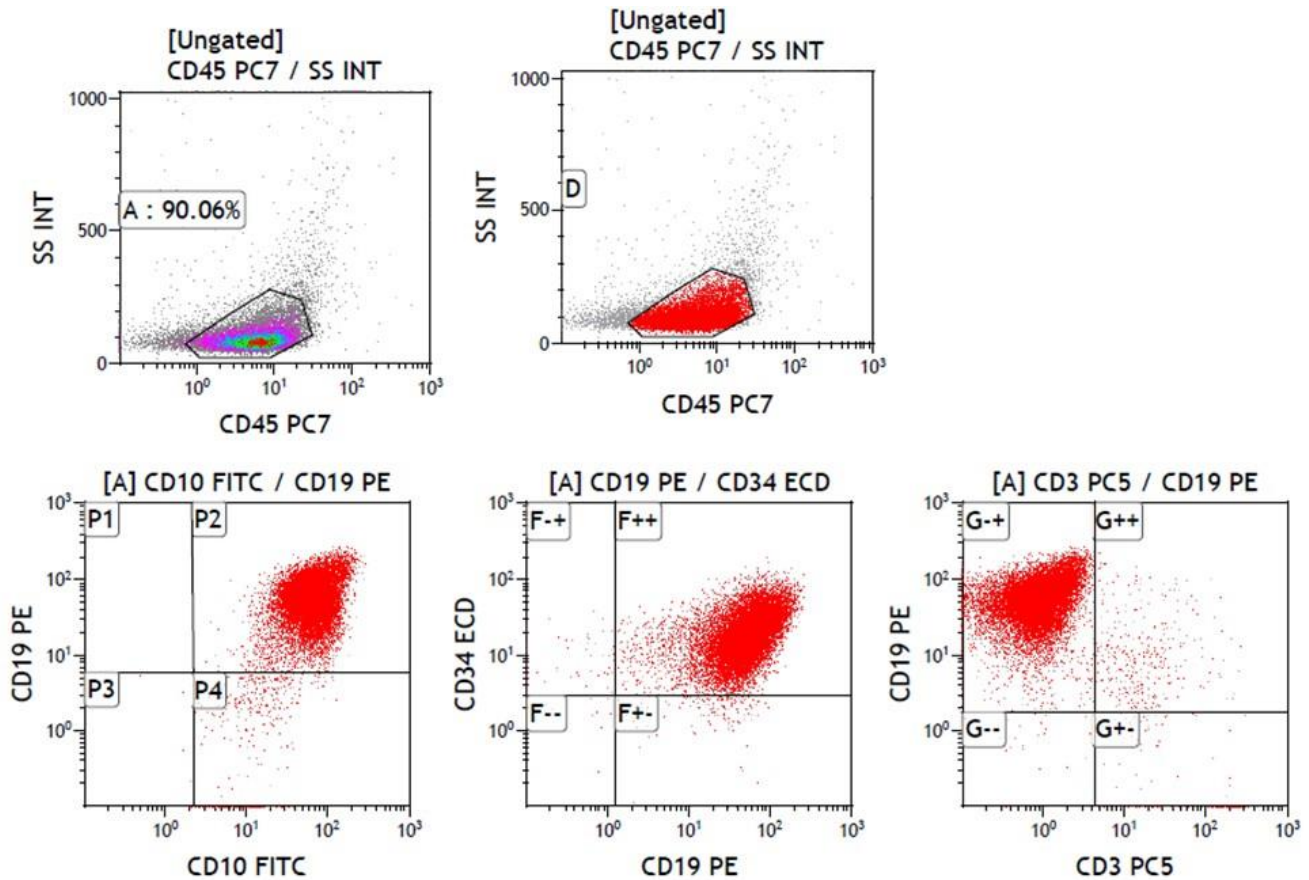 [Ungated]
CD45 PC7 / SS INT
1000
500
0
SS INT
A : 90.06%
10⁰ 10¹ 10² 10³
CD45 PC7
[Ungated]
CD45 PC7 / SS INT
1000
500
0
SS INT
D
10⁰ 10¹ 10² 10³
CD45 PC7
[A] CD10 FITC / CD19 PE
10³
10²
10¹
10⁰
CD19 PE
P1 P2
P3 P4
10⁰ 10¹ 10² 10³
CD10 FITC
[A] CD19 PE / CD34 ECD
10³
10²
10¹
10⁰
CD34 ECD
F-+ F++
F-- F+-
10⁰ 10¹ 10² 10³
CD19 PE
[A] CD3 PC5 / CD19 PE
10³
10²
10¹
10⁰
CD19 PE
G-+ G++
G-- G+-
10⁰ 10¹ 10² 10³
CD3 PC5